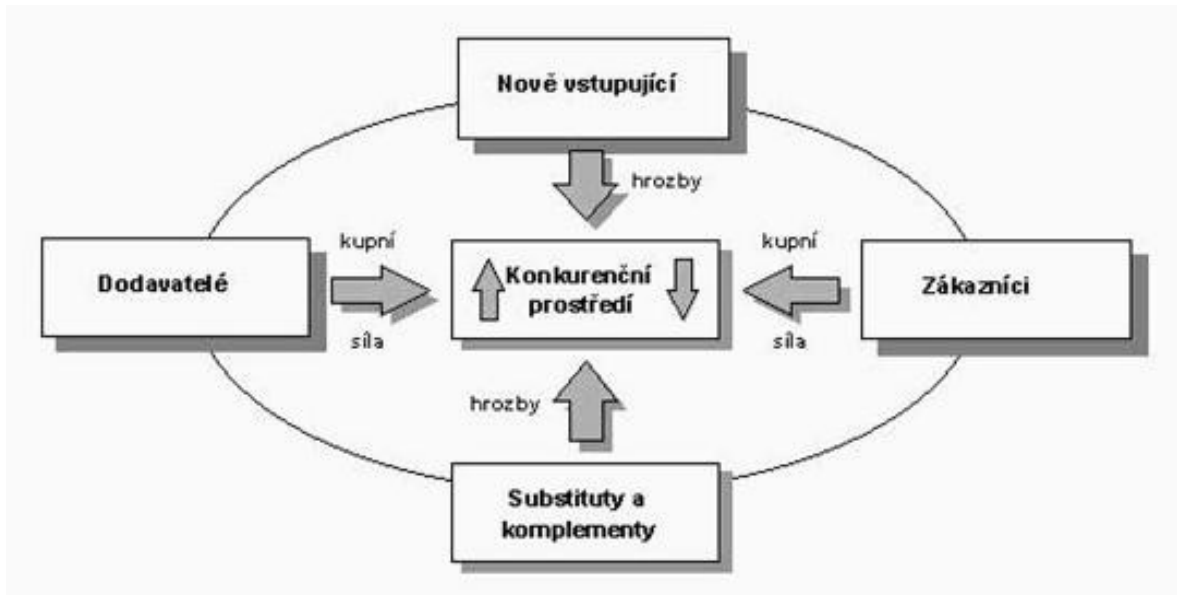 Nově vstupující
hrozby
kupní
Dodavatelé
síla
Konkurenční
prostředí
kupní
Zákazníci
síla
hrozby
Substituty a
komplementy